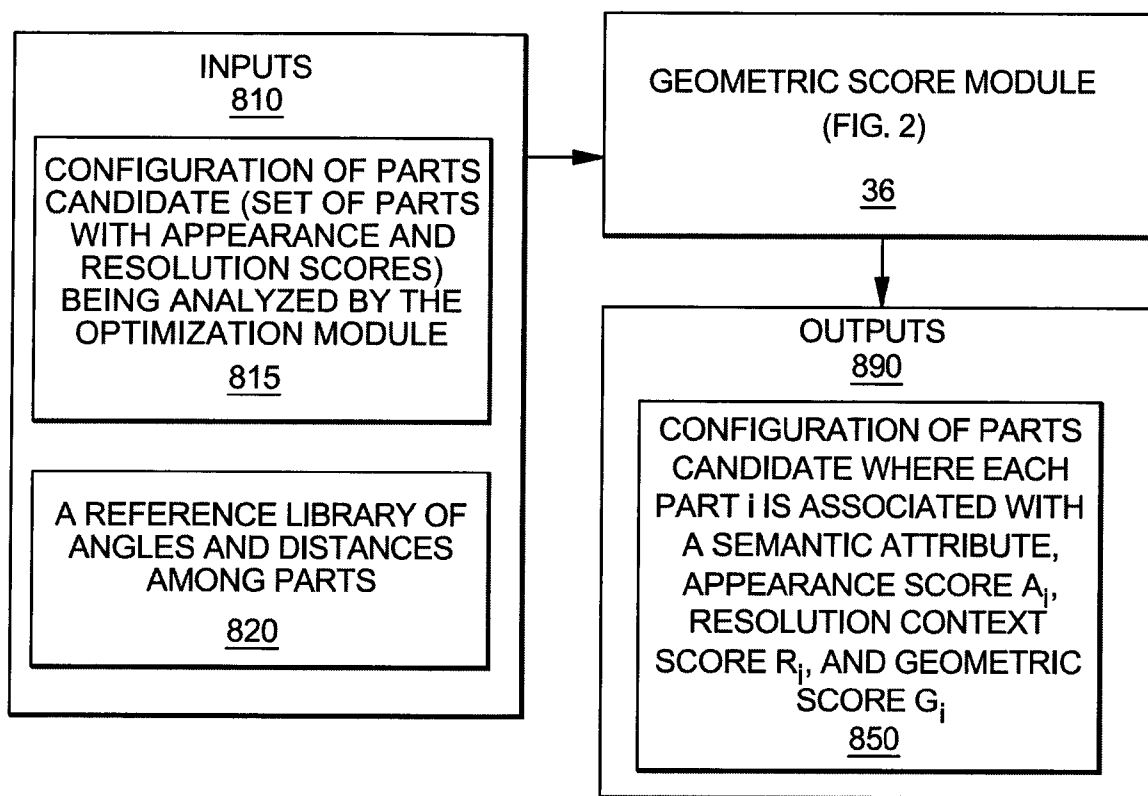 INPUTS
810
CONFIGURATION OF PARTS
CANDIDATE (SET OF PARTS
WITH APPEARANCE AND
RESOLUTION SCORES)
BEING ANALYZED BY THE
OPTIMIZATION MODULE
815
A REFERENCE LIBRARY OF
ANGLES AND DISTANCES
AMONG PARTS
820
GEOMETRIC SCORE MODULE
(FIG. 2)
36
OUTPUTS
890
CONFIGURATION OF PARTS
CANDIDATE WHERE EACH
PART i IS ASSOCIATED WITH
A SEMANTIC ATTRIBUTE,
APPEARANCE SCORE Ai,
RESOLUTION CONTEXT
SCORE Ri, AND GEOMETRIC
SCORE Gi
850